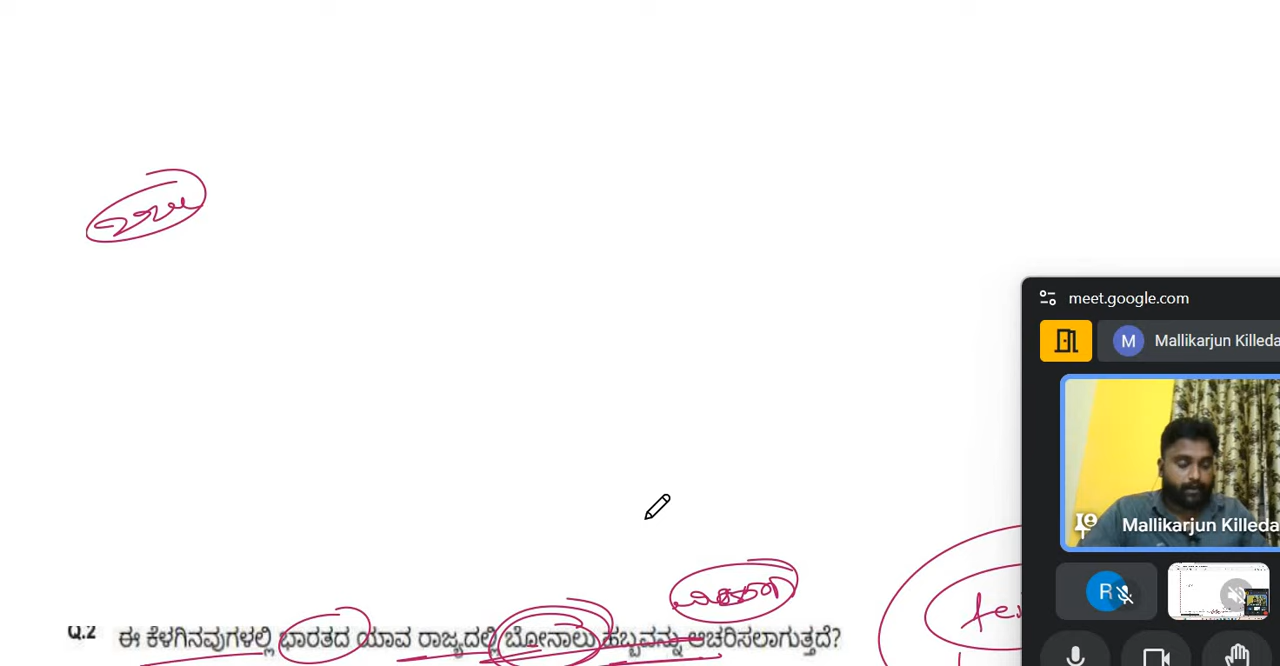 meet.google.com
M Mallikarjun Killeda
Mallikarjun Killeda
R
Q.2 ಈ ಕೆಳಗಿನವುಗಳಲ್ಲಿ ಭಾರತದ ಯಾವ ರಾಜ್ಯದಲ್ಲಿ ಬೋನಾಲು ಹಬ್ಬವನ್ನು ಆಚರಿಸಲಾಗುತ್ತದೆ?